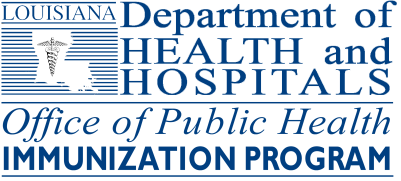 LOUISIANA
Department of
HEALTH and
HOSPITALS
Office of Public Health
IMMUNIZATION PROGRAM